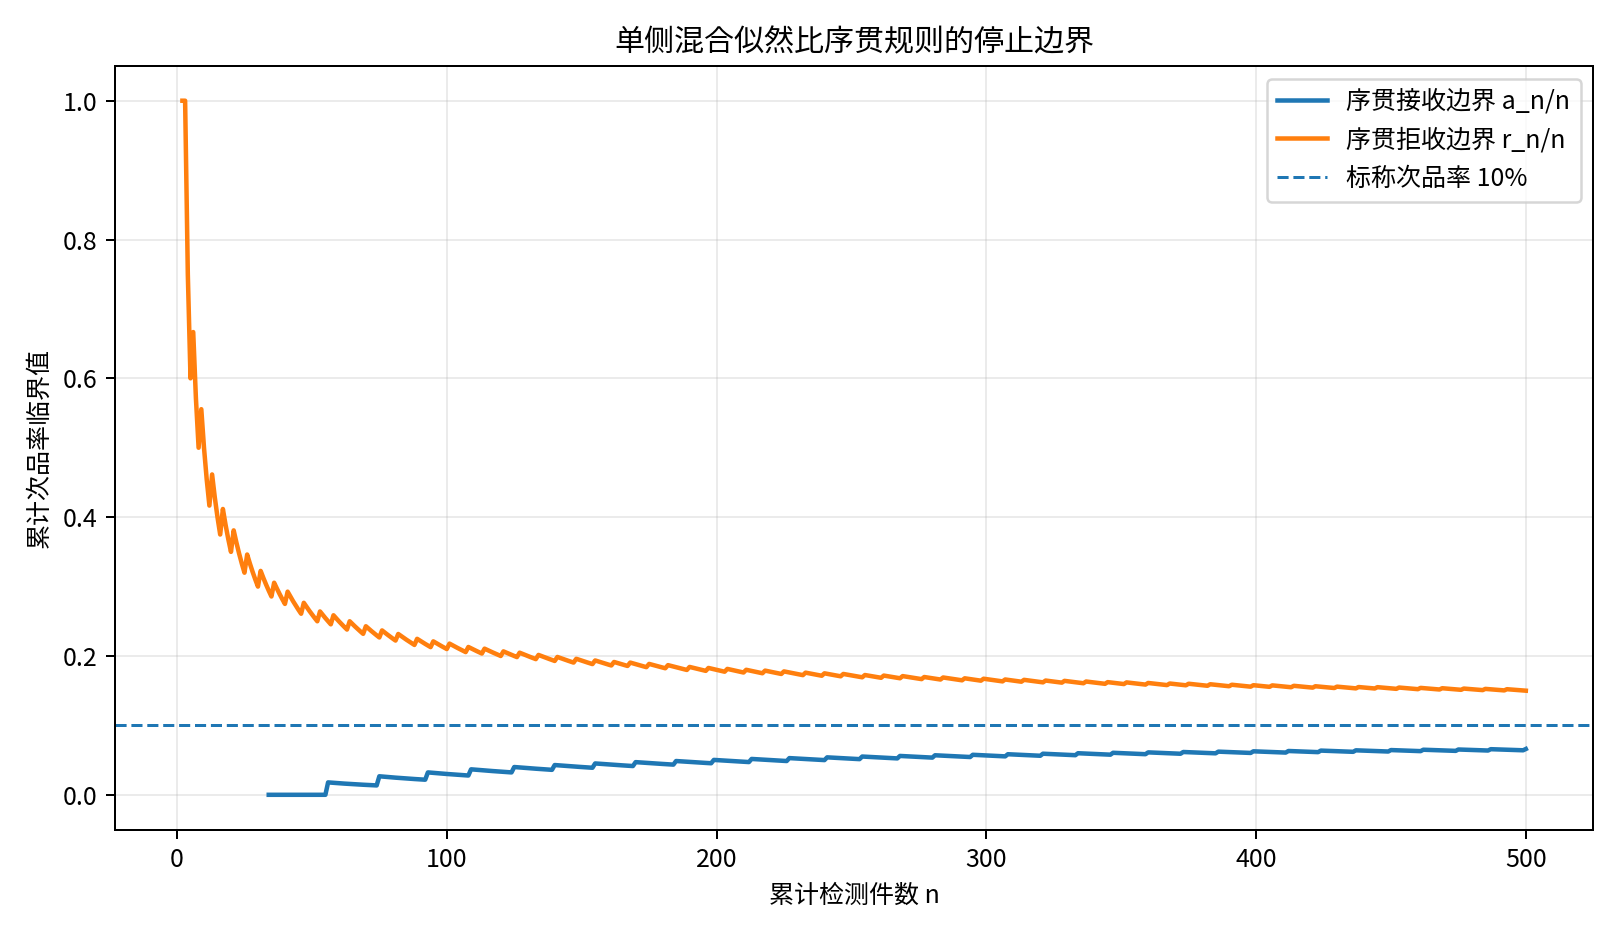 单侧混合似然比序贯规则的停止边界
序贯接收边界 a_n/n
序贯拒收边界 r_n/n
标称次品率 10%
累计次品率临界值
1.0
0.8
0.6
0.4
0.2
0.0
0 100 200 300 400 500
累计检测件数 n